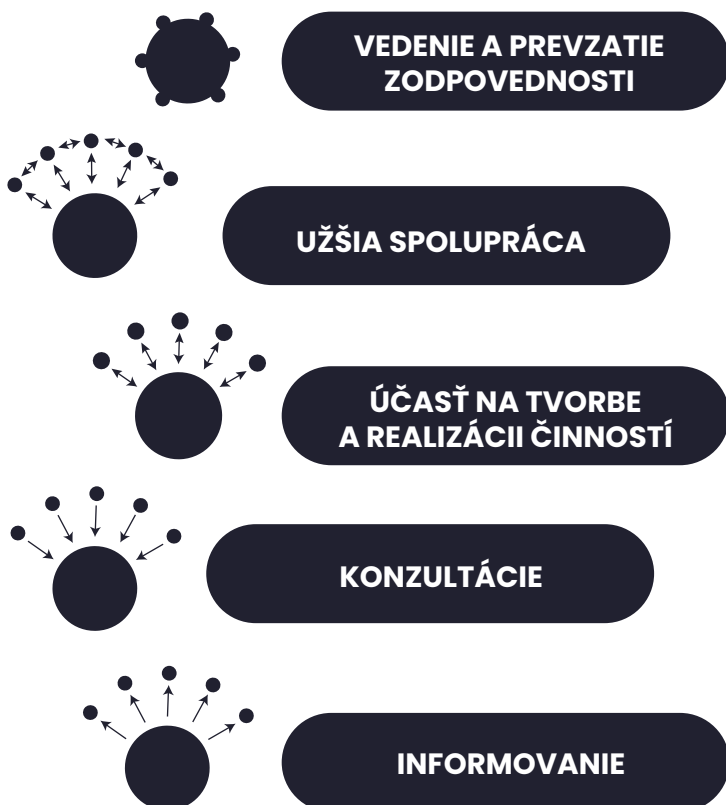 VEDENIE A PREVZATIE
ZODPOVEDNOSTI
UŽŠIA SPOLUPRÁCA
ÚČASŤ NA TVORBE
A REALIZÁCII ČINNOSTÍ
KONZULTÁCIE
INFORMOVANIE